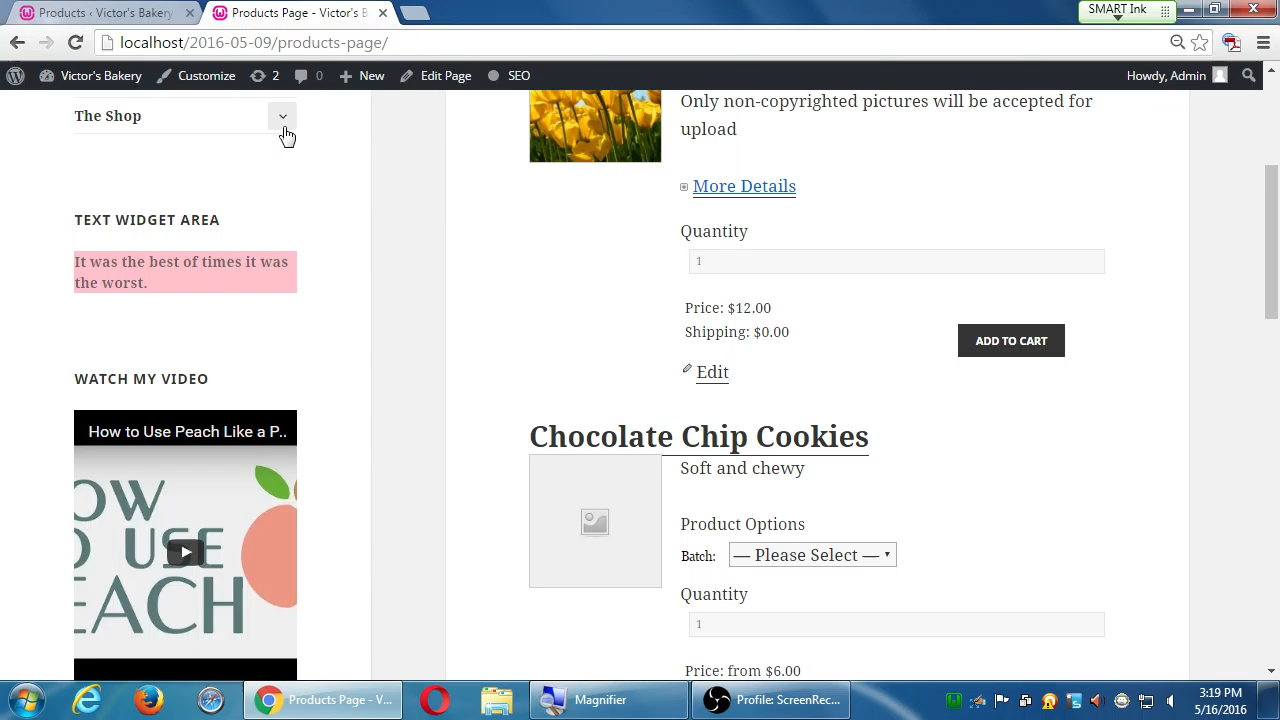 Products ‹ Victor's Bakery
Products Page - Victor's B
SMART Ink
localhost/2016-05-09/products-page/
Victor's Bakery
Customize
2
0
New
Edit Page
SEO
Howdy, Admin
The Shop
TEXT WIDGET AREA
It was the best of times it was
the worst.
WATCH MY VIDEO
How to Use Peach Like a P..
OW
O USE
EACH
Only non-copyrighted pictures will be accepted for
upload
More Details
Quantity
1
Price: $12.00
Shipping: $0.00
ADD TO CART
Edit
Chocolate Chip Cookies
Soft and chewy
Product Options
Batch:
— Please Select —
Quantity
1
Price: from $6.00
Products Page - V...
Magnifier
Profile: ScreenRec...
3:19 PM
5/16/2016